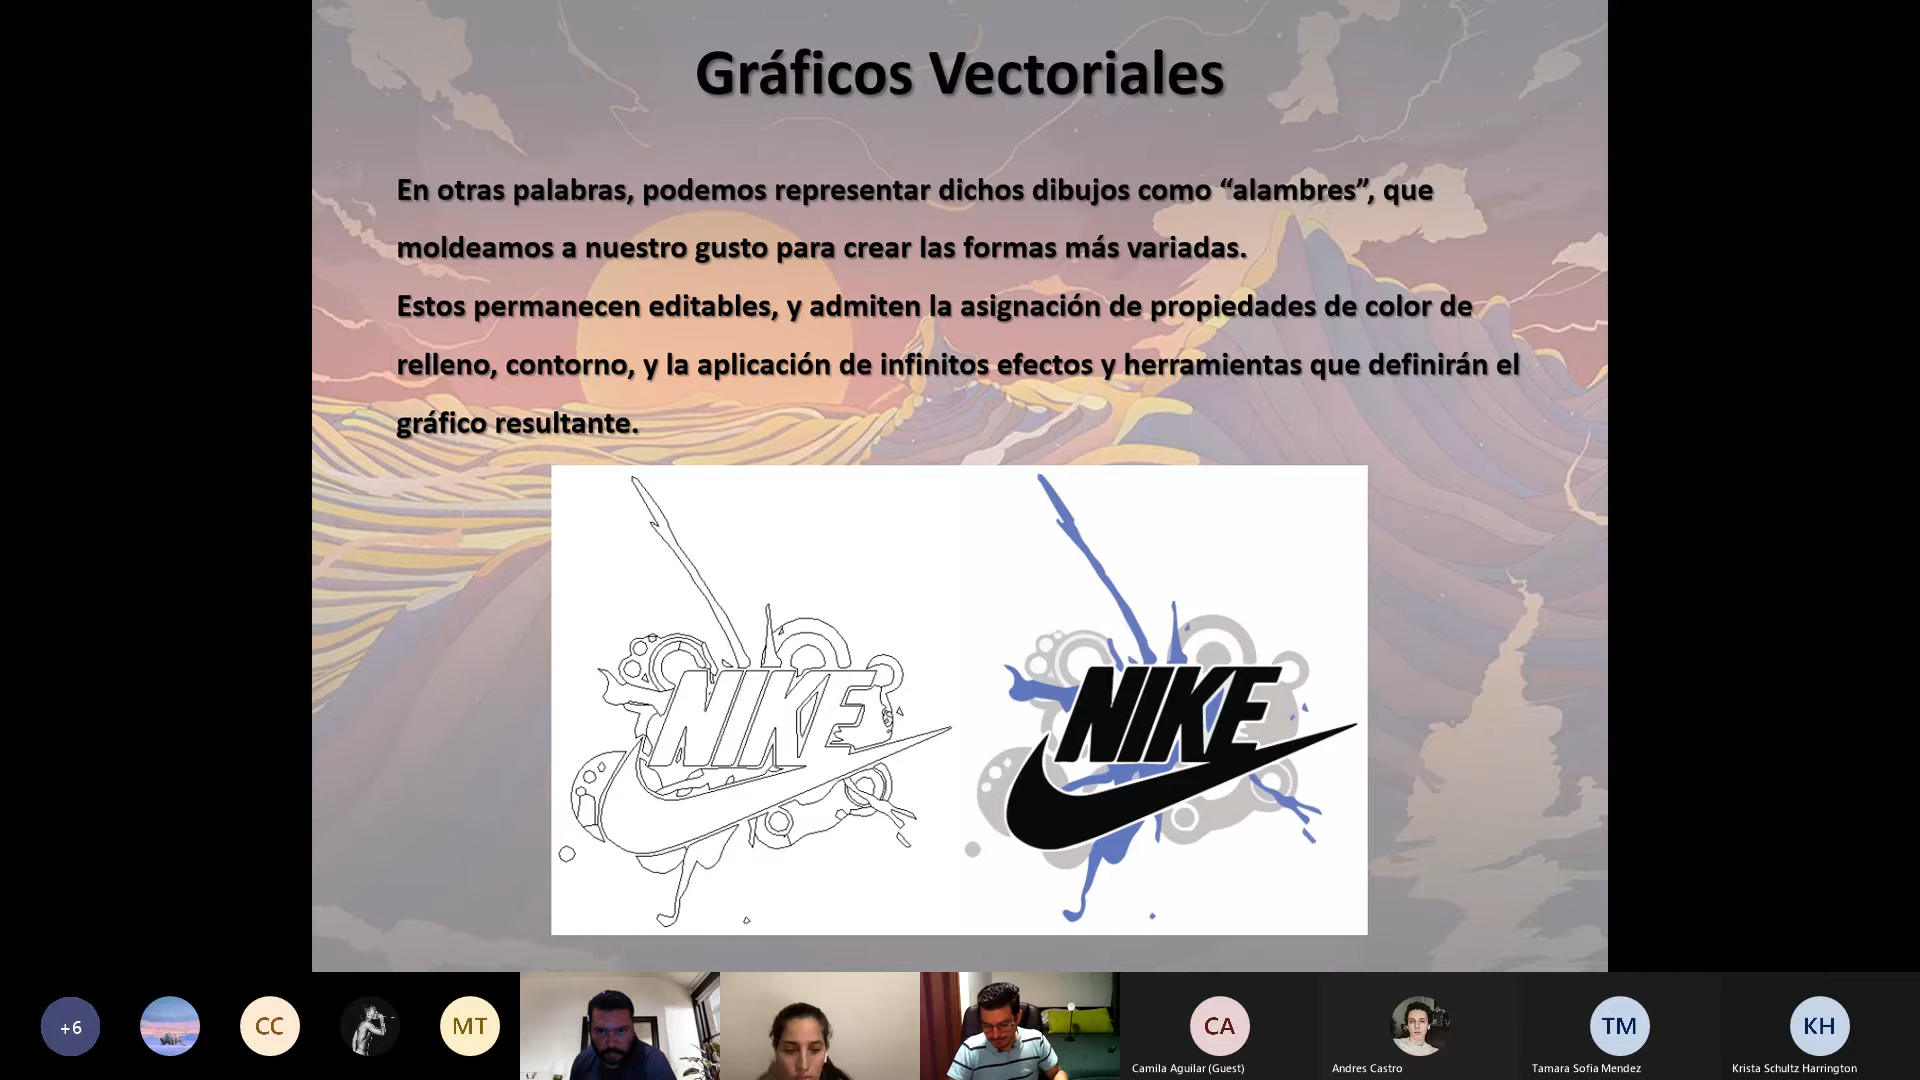 Gráficos Vectoriales
En otras palabras, podemos representar dichos dibujos como “alambres”, que
moldeamos a nuestro gusto para crear las formas más variadas.
Estos permanecen editables, y admiten la asignación de propiedades de color de
relleno, contorno, y la aplicación de infinitos efectos y herramientas que definirán el
gráfico resultante.
NIKE
NIKE
+6
CC
MT
CA
TM
KH
Camila Aguilar (Guest)
Andres Castro
Tamara Sofia Mendez
Krista Schultz Harrington